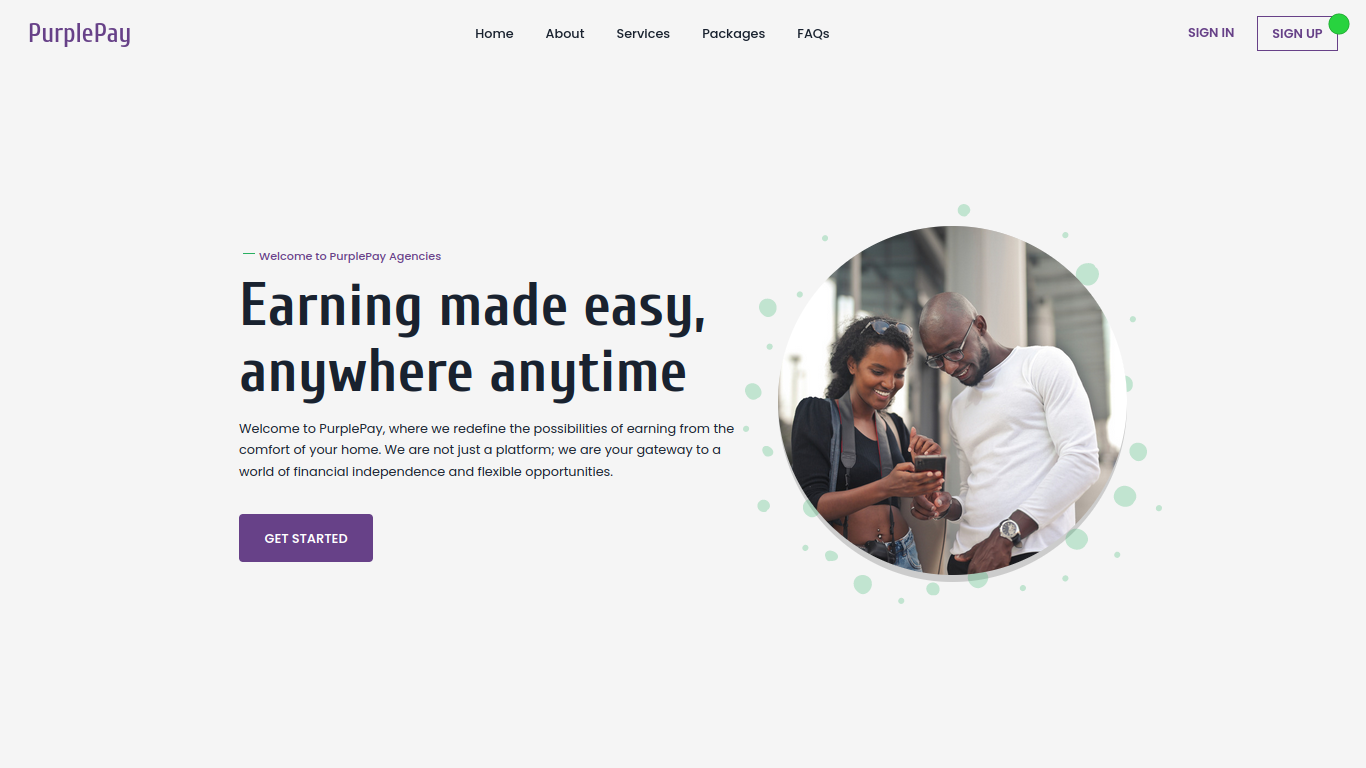 PurplePay
Home About Services Packages FAQs
SIGN IN SIGN UP
Welcome to PurplePay Agencies
Earning made easy,
anywhere anytime
Welcome to PurplePay, where we redefine the possibilities of earning from the
comfort of your home. We are not just a platform; we are your gateway to a
world of financial independence and flexible opportunities.
GET STARTED